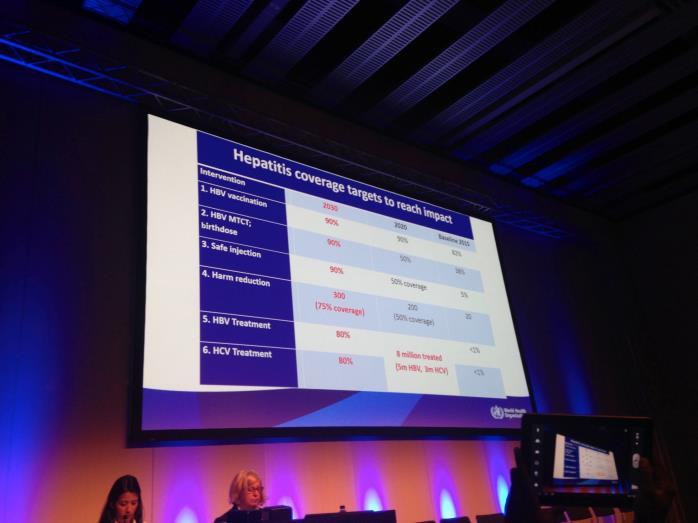 Hepatitis coverage targets to reach impact
Intervention 2030 2020 Baseline 2015
1. HBV vaccination 90% 90% 82%
2. HBV MTCT;
birthdose 90% 50% 38%
3. Safe injection 90% 50% coverage 5%
4. Harm reduction 300
(75% coverage) 200
(50% coverage) 20
5. HBV Treatment 80% 8 million treated
(5m HBV, 3m HCV) <1%
6. HCV Treatment 80% <1%
World Health